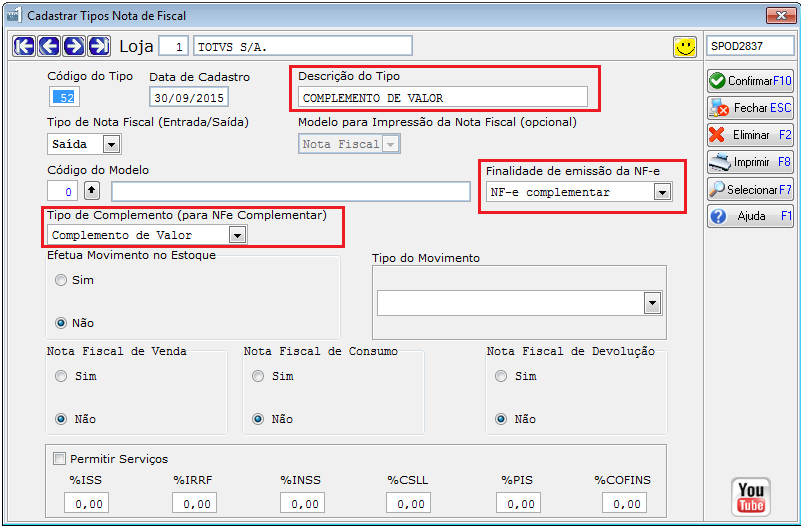 Cadastrar Tipos Nota de Fiscal
Loja 1 TOTVS S/A. SPOD2837
Código do Tipo Data de Cadastro Descrição do Tipo
52 30/09/2015 COMPLEMENTO DE VALOR
Tipo de Nota Fiscal (Entrada/Saída) Modelo para Impressão da Nota Fiscal (opcional)
Saída Nota Fiscal
Código do Modelo Finalidade de emissão da NF-e
0 NF-e complementar
Tipo de Complemento (para NFe Complementar)
Complemento de Valor
Efetua Movimento no Estoque Tipo do Movimento
Sim
Não
Nota Fiscal de Venda Nota Fiscal de Consumo Nota Fiscal de Devolução
Sim Sim Sim
Não Não Não
Permitir Serviços
%ISS %IRRF %INSS %CSLL %PIS %COFINS
0,00 0,00 0,00 0,00 0,00 0,00
Confirmar F10
Fechar ESC
Eliminar F2
Imprimir F8
Selecionar F7
Ajuda F1
You
Tube